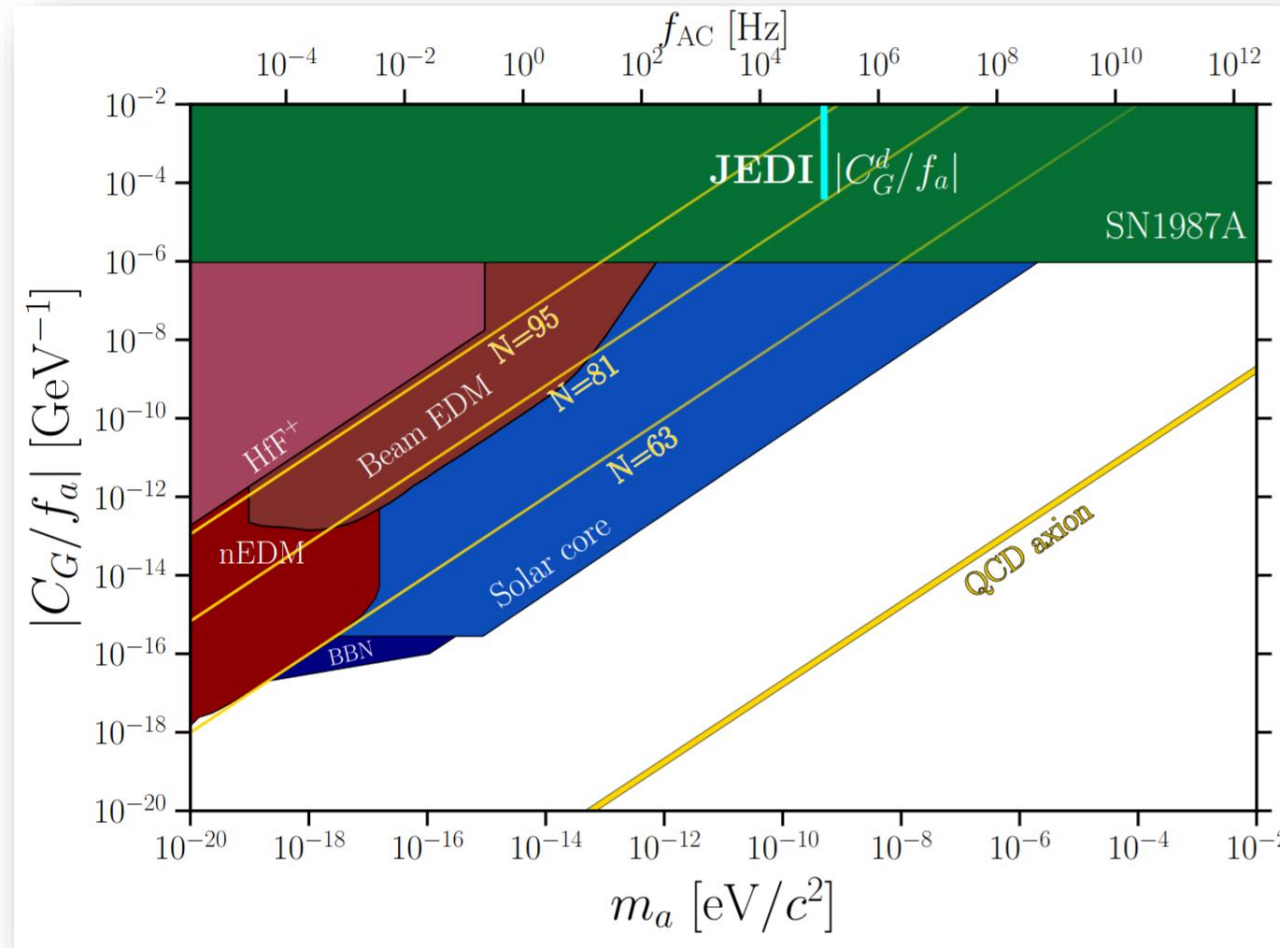 f_AC [Hz]
10^−4 10^−2 10^0 10^2 10^4 10^6 10^8 10^10 10^12
10^−2
10^−4
10^−6
10^−8
10^−10
10^−12
10^−14
10^−16
10^−18
10^−20
|C_G/f_a| [GeV^−1]
JEDI |C_G^d/f_a|
SN1987A
N=95
N=81
N=63
HfF^+
Beam EDM
nEDM
Solar core
BBN
QCD axion
10^−20 10^−18 10^−16 10^−14 10^−12 10^−10 10^−8 10^−6 10^−4
m_a [eV/c^2]